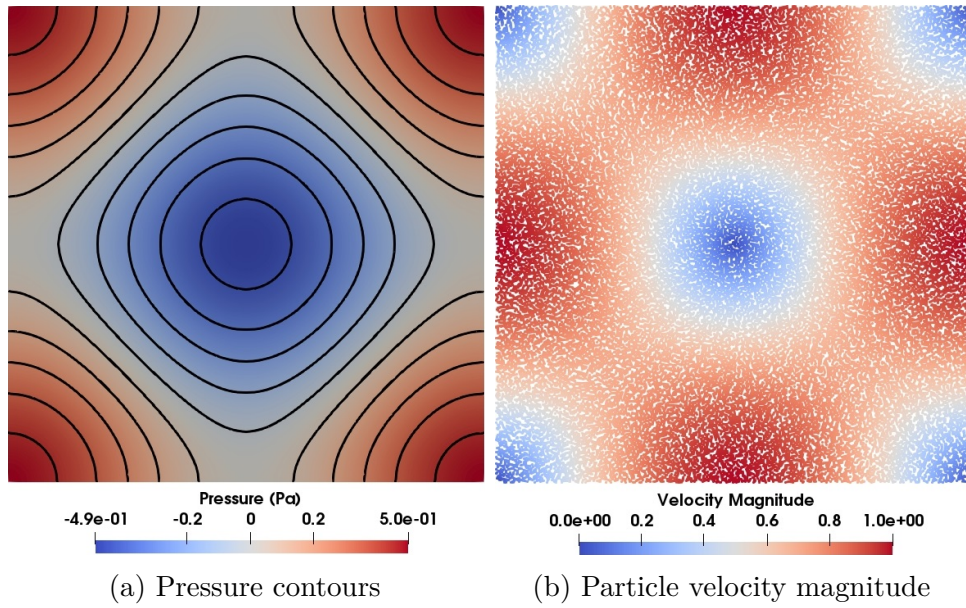 Pressure (Pa)
-4.9e-01 -0.2 0 0.2 5.0e-01
(a) Pressure contours
Velocity Magnitude
0.0e+00 0.2 0.4 0.6 0.8 1.0e+00
(b) Particle velocity magnitude